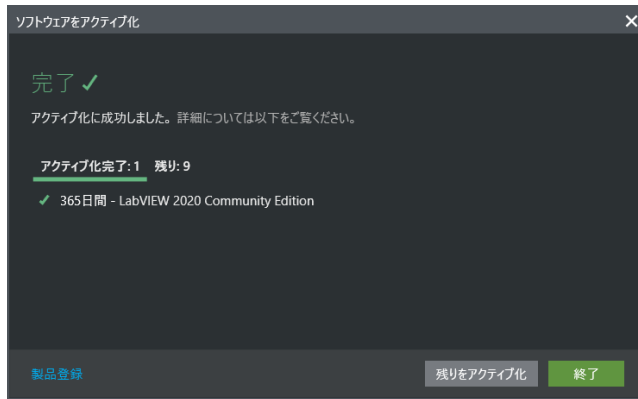 ソフトウェアをアクティブ化
完了
アクティブ化に成功しました。詳細については以下をご覧ください。
アクティブ化完了: 1 残り: 9
365日間 - LabVIEW 2020 Community Edition
製品登録 残りをアクティブ化 終了